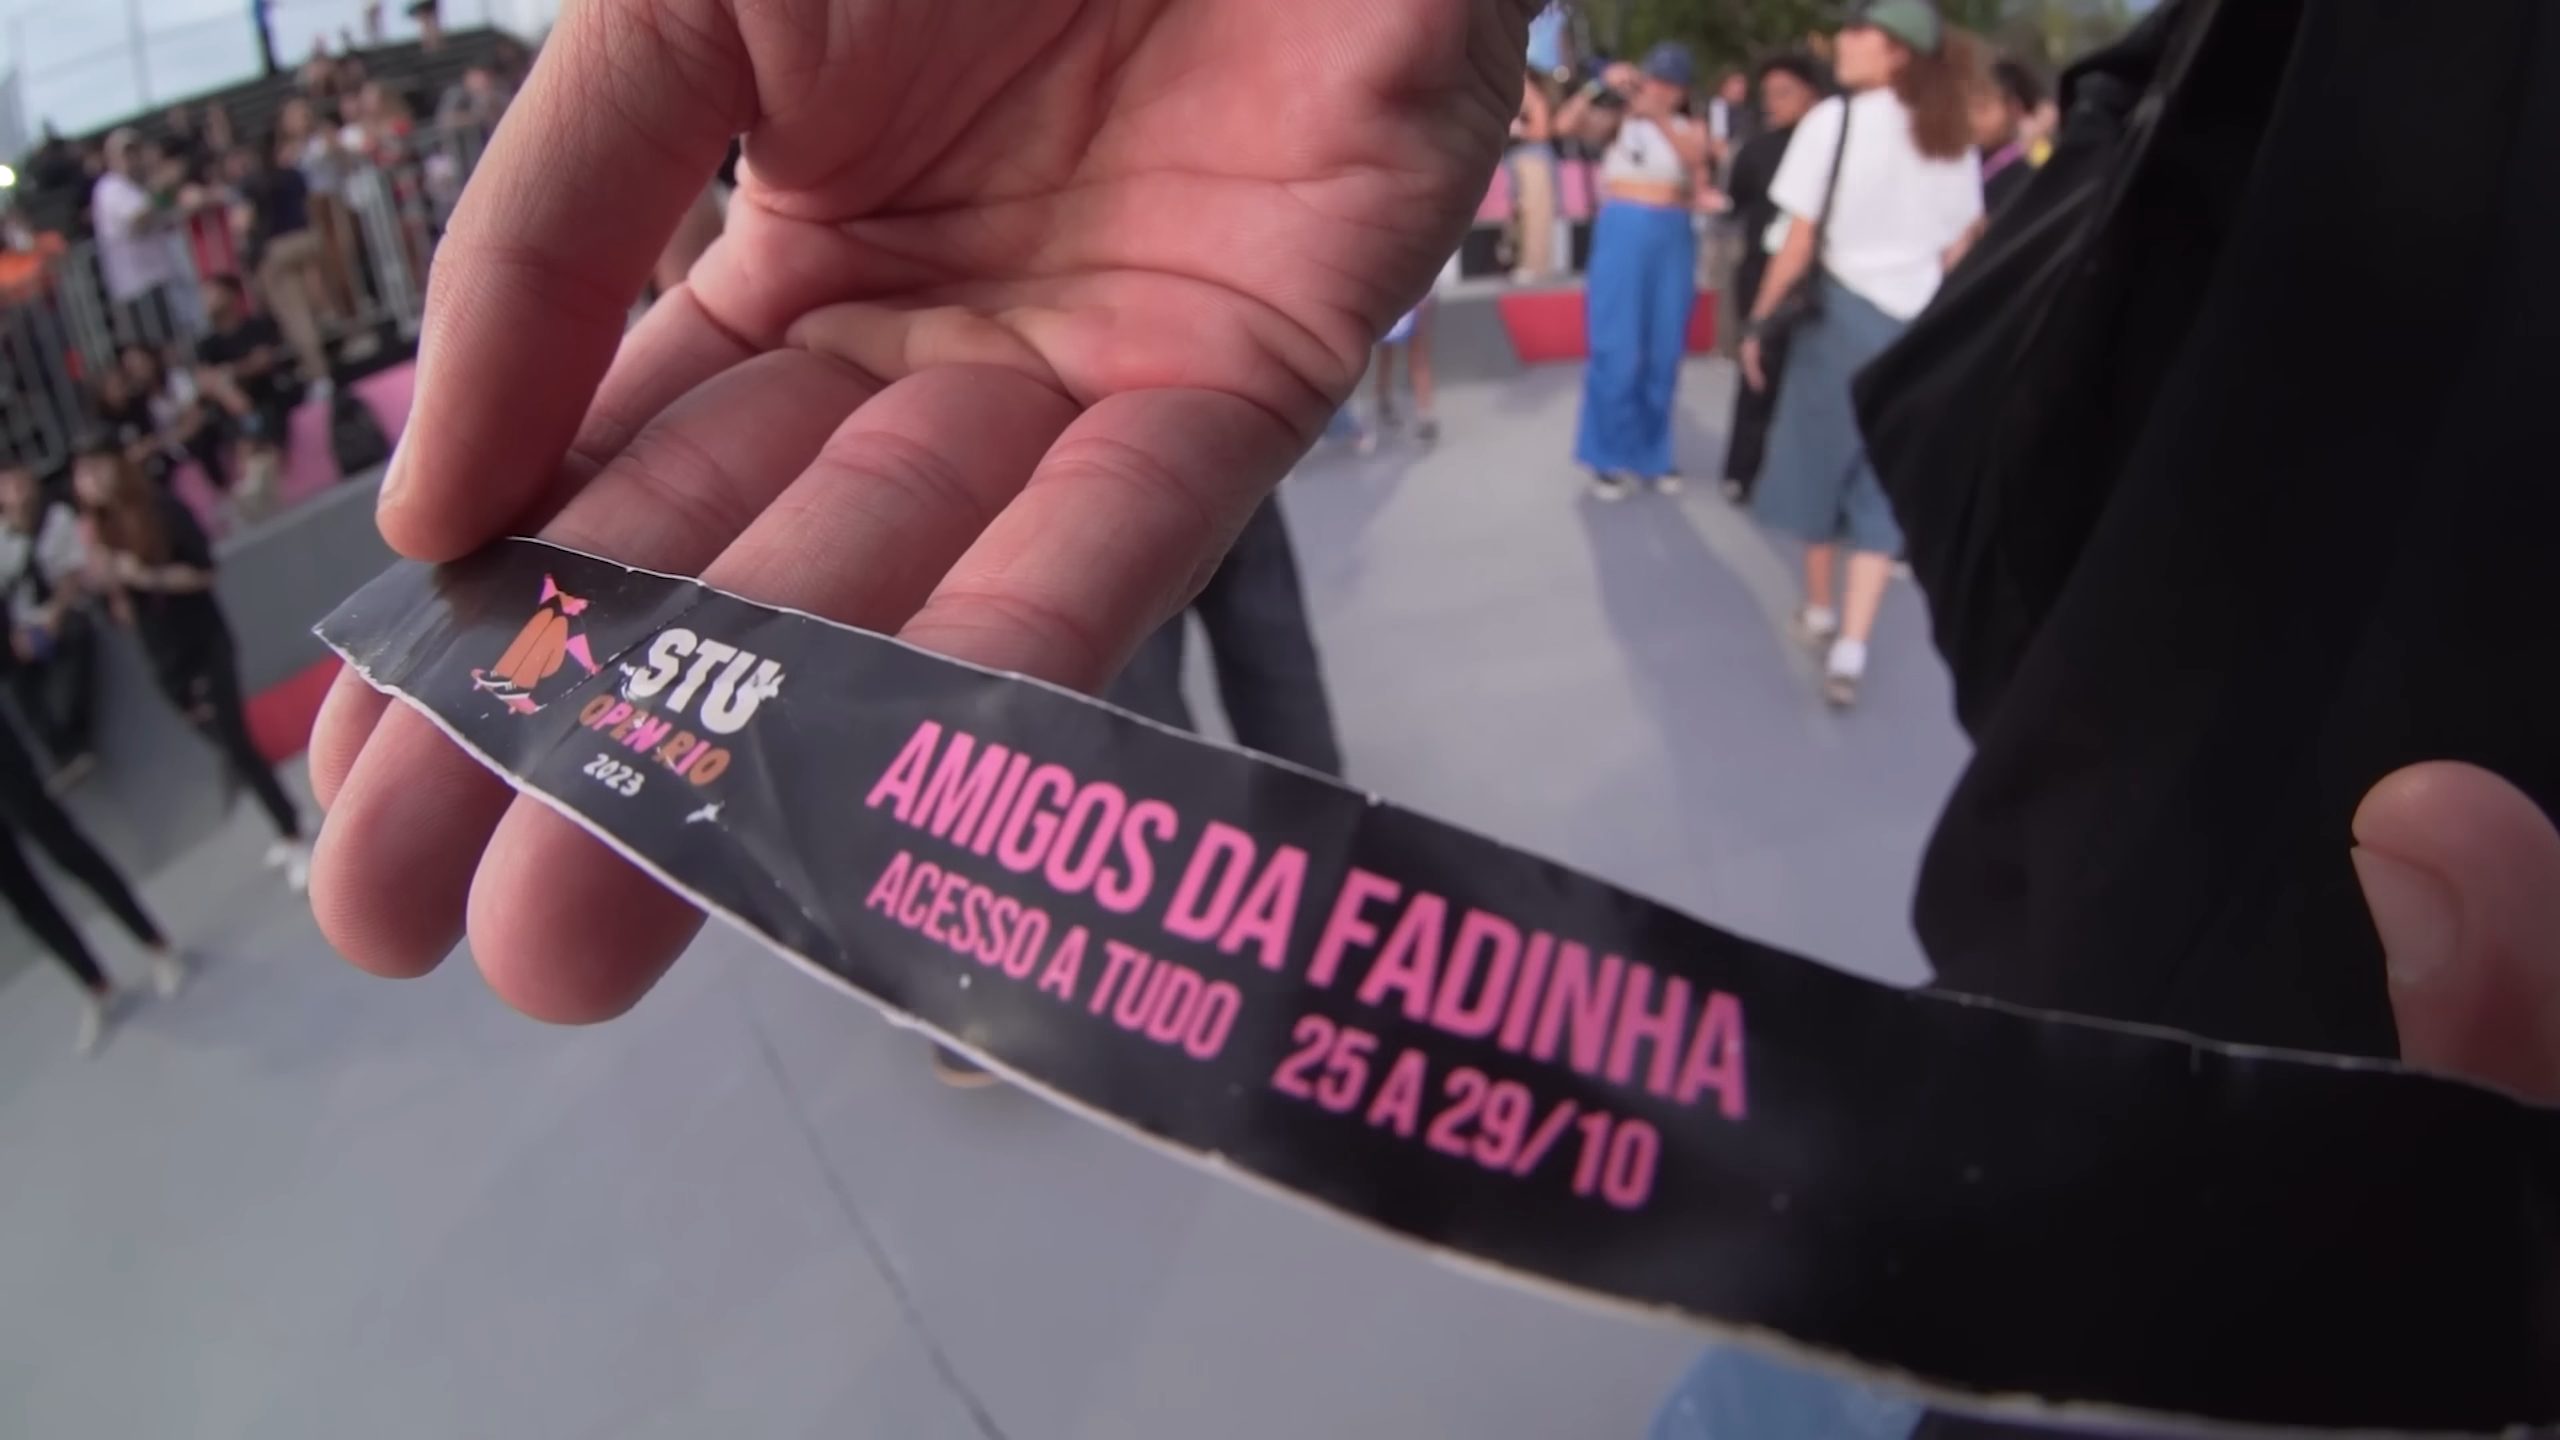 STU
OPEN RIO
2023
AMIGOS DA FADINHA
ACESSO A TUDO 25 A 29/10